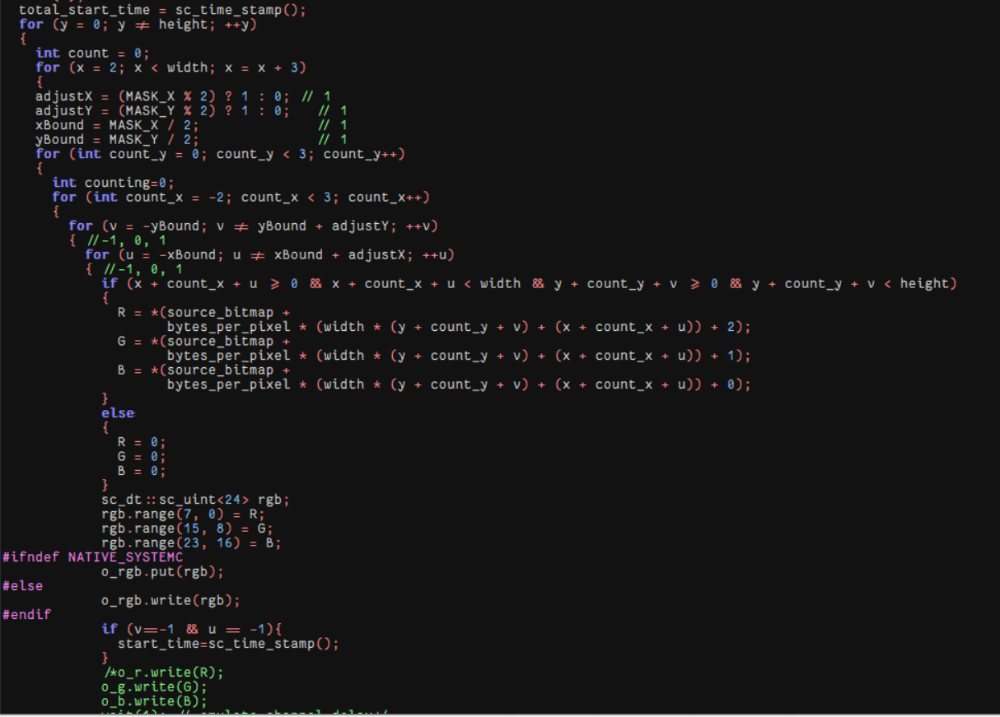 total_start_time = sc_time_stamp();
for (y = 0; y ≠ height; ++y)
{
int count = 0;
for (x = 2; x < width; x = x + 3)
{
adjustX = (MASK_X % 2) ? 1 : 0; // 1
adjustY = (MASK_Y % 2) ? 1 : 0; // 1
xBound = MASK_X / 2; // 1
yBound = MASK_Y / 2; // 1
for (int count_y = 0; count_y < 3; count_y++)
{
int counting=0;
for (int count_x = -2; count_x < 3; count_x++)
{
for (v = -yBound; v ≠ yBound + adjustY; ++v)
{ //-1, 0, 1
for (u = -xBound; u ≠ xBound + adjustX; ++u)
{ //-1, 0, 1
if (x + count_x + u ⩾ 0 && x + count_x + u < width && y + count_y + v ⩾ 0 && y + count_y + v < height)
{
R = *(source_bitmap +
bytes_per_pixel * (width * (y + count_y + v) + (x + count_x + u)) + 2);
G = *(source_bitmap +
bytes_per_pixel * (width * (y + count_y + v) + (x + count_x + u)) + 1);
B = *(source_bitmap +
bytes_per_pixel * (width * (y + count_y + v) + (x + count_x + u)) + 0);
}
else
{
R = 0;
G = 0;
B = 0;
}
sc_dt::sc_uint<24> rgb;
rgb.range(7, 0) = R;
rgb.range(15, 8) = G;
rgb.range(23, 16) = B;
#ifndef NATIVE_SYSTEMC
o_rgb.put(rgb);
#else
o_rgb.write(rgb);
#endif
if (v==-1 && u == -1){
start_time=sc_time_stamp();
}
/*o_r.write(R);
o_g.write(G);
o_b.write(B);